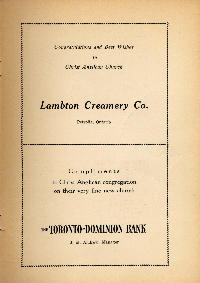 Congratulations and Best Wishes
to
Christ Anglican Church
Lambton Creamery Co.
Petrolia, Ontario
Compliments
to Christ Anglican congregation
on their very fine new church
THE TORONTO-DOMINION BANK
Manager